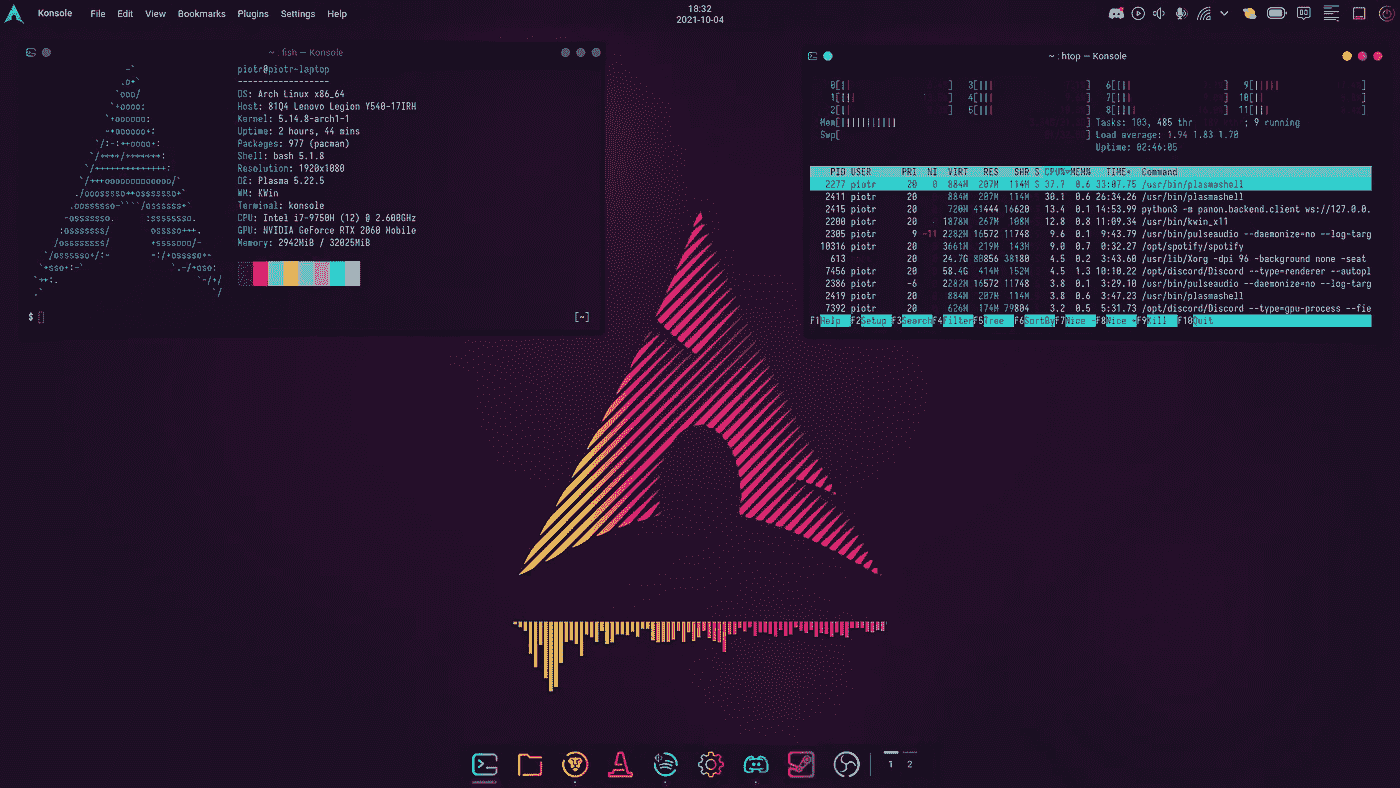 Konsole File Edit View Bookmarks Plugins Settings Help
18:32
2021-10-04
~ : fish — Konsole
piotr@piotr-laptop
------------------
OS: Arch Linux x86_64
Host: 81Q4 Lenovo Legion Y540-17IRH
Kernel: 5.14.8-arch1-1
Uptime: 2 hours, 44 mins
Packages: 977 (pacman)
Shell: bash 5.1.8
Resolution: 1920x1080
DE: Plasma 5.22.5
WM: KWin
Terminal: konsole
CPU: Intel i7-9750H (12) @ 2.600GHz
GPU: NVIDIA GeForce RTX 2060 Mobile
Memory: 2942MiB / 32025MiB
$ [~]
~ : htop — Konsole
0[ ] 3[ ] 6[ ] 9[ ]
1[ ] 4[ ] 7[ ] 10[ ]
2[ ] 5[ ] 8[ ] 11[ ]
Mem[ ] Tasks: 103, 485 thr ; 9 running
Swp[ ] Load average: 1.94 1.83 1.70
Uptime: 02:46:05
PID USER PRI NI VIRT RES SHR S CPU% MEM% TIME+ Command
2277 piotr 20 0 884M 207M 114M S 37.7 0.6 33:07.75 /usr/bin/plasmashell
2411 piotr 20 884M 207M 114M 30.1 0.6 26:34.26 /usr/bin/plasmashell
2415 piotr 20 720M 41444 16620 13.4 0.1 14:53.99 python3 -m panon.backend.client ws://127.0.0.
2200 piotr 20 1878M 267M 108M 12.8 0.8 11:09.34 /usr/bin/kwin_x11
2305 piotr 9 -11 2282M 16572 11748 9.6 0.1 9:43.79 /usr/bin/pulseaudio --daemonize=no --log-targ
10316 piotr 20 3661M 219M 143M 9.0 0.7 0:32.27 /opt/spotify/spotify
613 20 24.7G 80856 38180 4.5 0.2 3:43.60 /usr/lib/Xorg -dpi 96 -background none -seat
7456 piotr 20 58.4G 414M 152M 4.5 1.3 10:10.22 /opt/discord/Discord --type=renderer --autopl
2386 piotr -6 2282M 16572 11748 3.8 0.1 3:29.10 /usr/bin/pulseaudio --daemonize=no --log-targ
2419 piotr 20 884M 207M 114M 3.8 0.6 3:47.23 /usr/bin/plasmashell
7392 piotr 20 626M 174M 79804 3.2 0.5 5:31.73 /opt/discord/Discord --type=gpu-process --fie
F1Help F2Setup F3SearchF4FilterF5Tree F6SortByF7Nice -F8Nice +F9Kill F10Quit
1 2